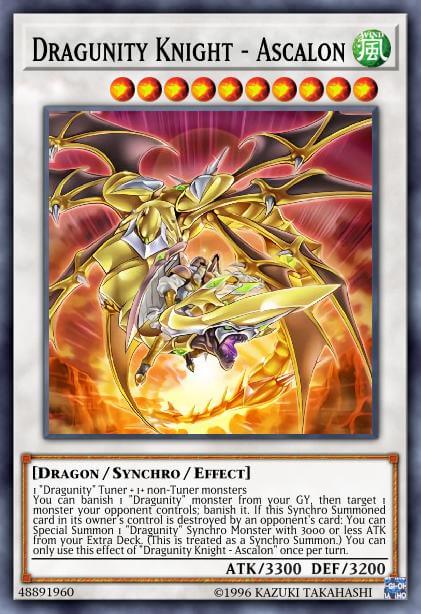 DRAGUNITY KNIGHT - ASCALON
WIND
風
[DRAGON / SYNCHRO / EFFECT]
1 "Dragunity" Tuner + 1+ non-Tuner monsters
You can banish 1 "Dragunity" monster from your GY, then target 1
monster your opponent controls; banish it. If this Synchro Summoned
card in its owner's control is destroyed by an opponent's card: You can
Special Summon 1 "Dragunity" Synchro Monster with 3000 or less ATK
from your Extra Deck. (This is treated as a Synchro Summon.) You can
only use this effect of "Dragunity Knight - Ascalon" once per turn.
ATK/3300 DEF/3200
48891960
©1996 KAZUKI TAKAHASHI